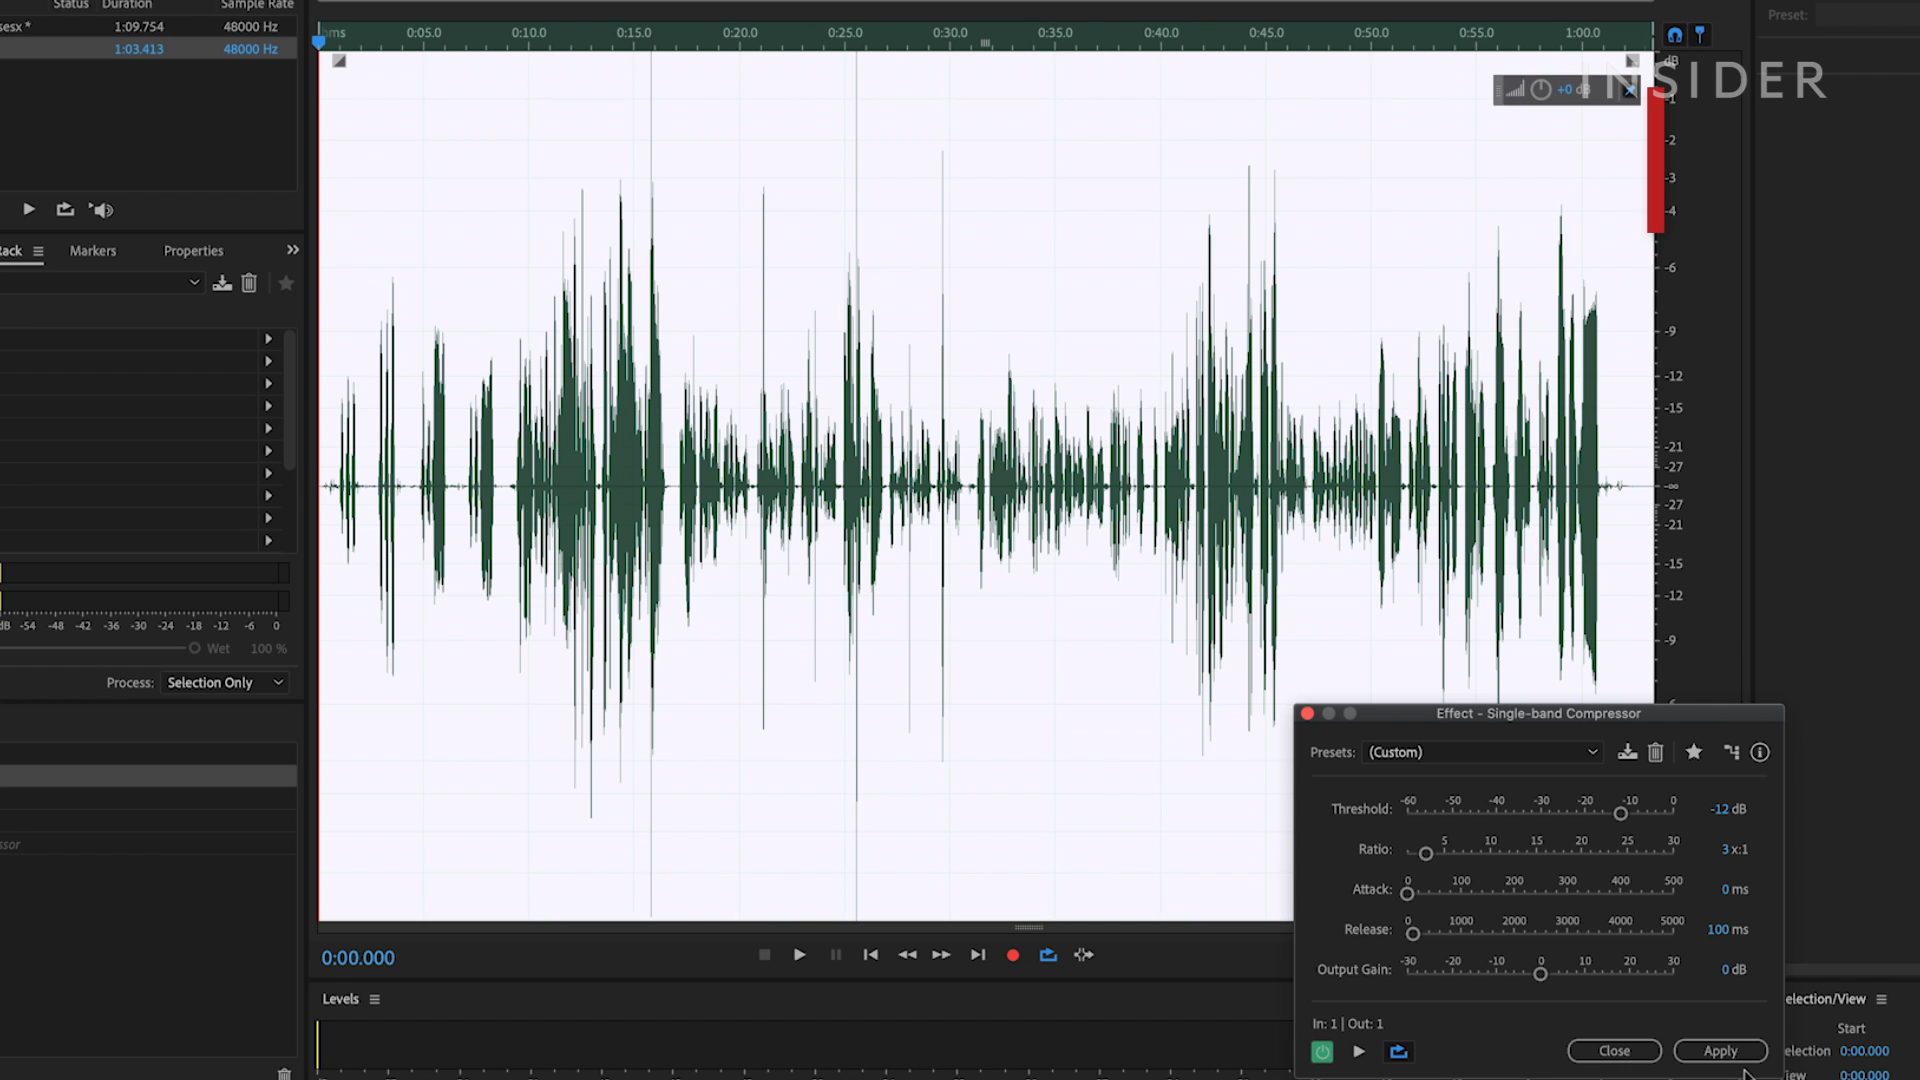 Status Duration Sample Rate
sesx * 1:09.754 48000 Hz
1:03.413 48000 Hz
Rack Markers Properties
dB -54 -48 -42 -36 -30 -24 -18 -12 -6 0
Wet 100 %
Process: Selection Only
ssor
hms 0:05.0 0:10.0 0:15.0 0:20.0 0:25.0 0:30.0 0:35.0 0:40.0 0:45.0 0:50.0 0:55.0 1:00.0
Preset:
INSIDER
+0 dB
dB
-1
-2
-3
-4
-6
-9
-12
-15
-21
-27
-∞
-27
-21
-15
-12
-9
0:00.000
Levels
Effect - Single-band Compressor
Presets: (Custom)
-60 -50 -40 -30 -20 -10 0
Threshold: -12 dB
5 10 15 20 25 30
Ratio: 3 x:1
0 100 200 300 400 500
Attack: 0 ms
0 1000 2000 3000 4000 5000
Release: 100 ms
-30 -20 -10 0 10 20 30
Output Gain: 0 dB
In: 1 | Out: 1
Close Apply
election/View
Start
election 0:00.000
iew 0:00.000